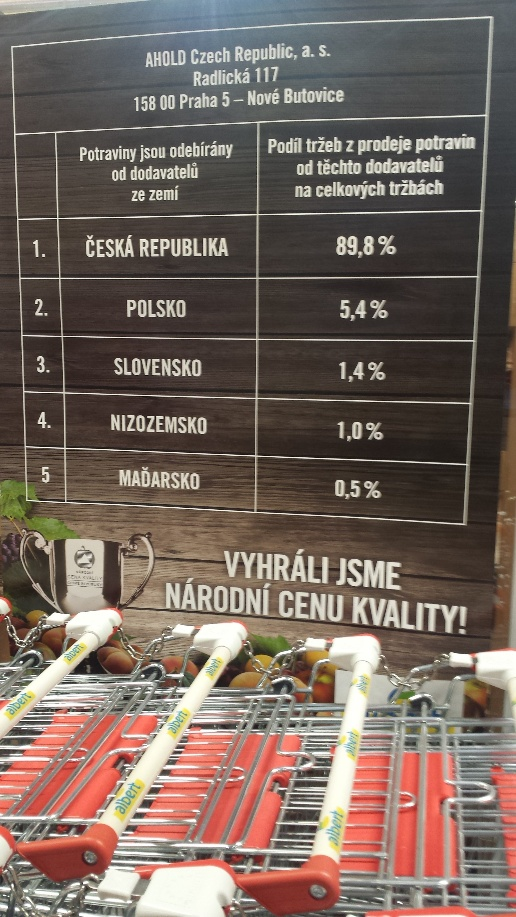 AHOLD Czech Republic, a. s.
Radlická 117
158 00 Praha 5 – Nové Butovice
Potraviny jsou odebírány
od dodavatelů
ze zemí
Podíl tržeb z prodeje potravin
od těchto dodavatelů
na celkových tržbách
1. ČESKÁ REPUBLIKA 89,8 %
2. POLSKO 5,4 %
3. SLOVENSKO 1,4 %
4. NIZOZEMSKO 1,0 %
5 MAĎARSKO 0,5 %
VYHRÁLI JSME
NÁRODNÍ CENU KVALITY!
albert
albert
albert
albert
albert
albert